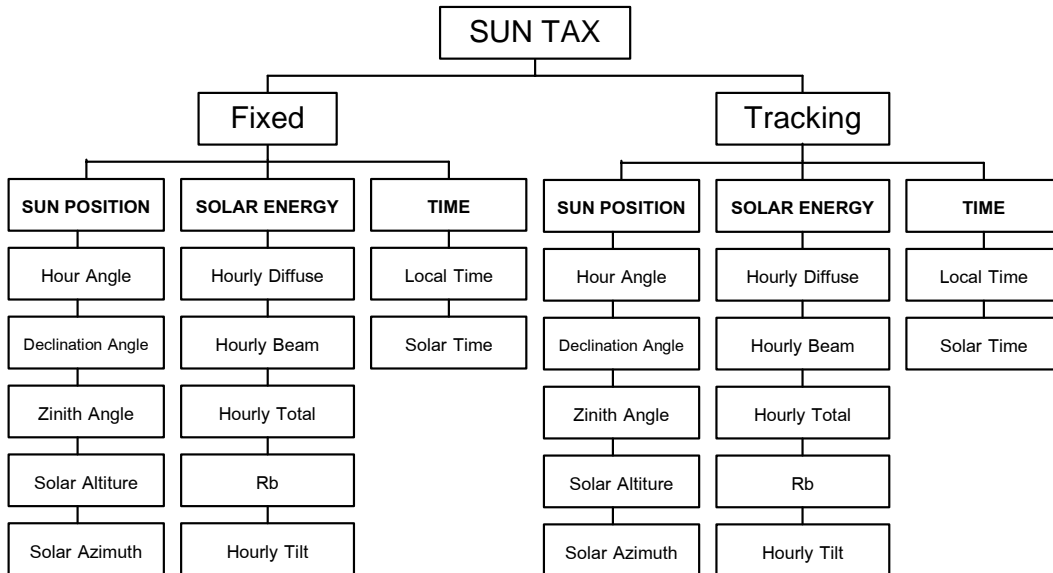 SUN TAX
Fixed
Tracking
SUN POSITION
SOLAR ENERGY
TIME
SUN POSITION
SOLAR ENERGY
TIME
Hour Angle
Hourly Diffuse
Local Time
Hour Angle
Hourly Diffuse
Local Time
Declination Angle
Hourly Beam
Solar Time
Declination Angle
Hourly Beam
Solar Time
Zinith Angle
Hourly Total
Zinith Angle
Hourly Total
Solar Altiture
Rb
Solar Altiture
Rb
Solar Azimuth
Hourly Tilt
Solar Azimuth
Hourly Tilt